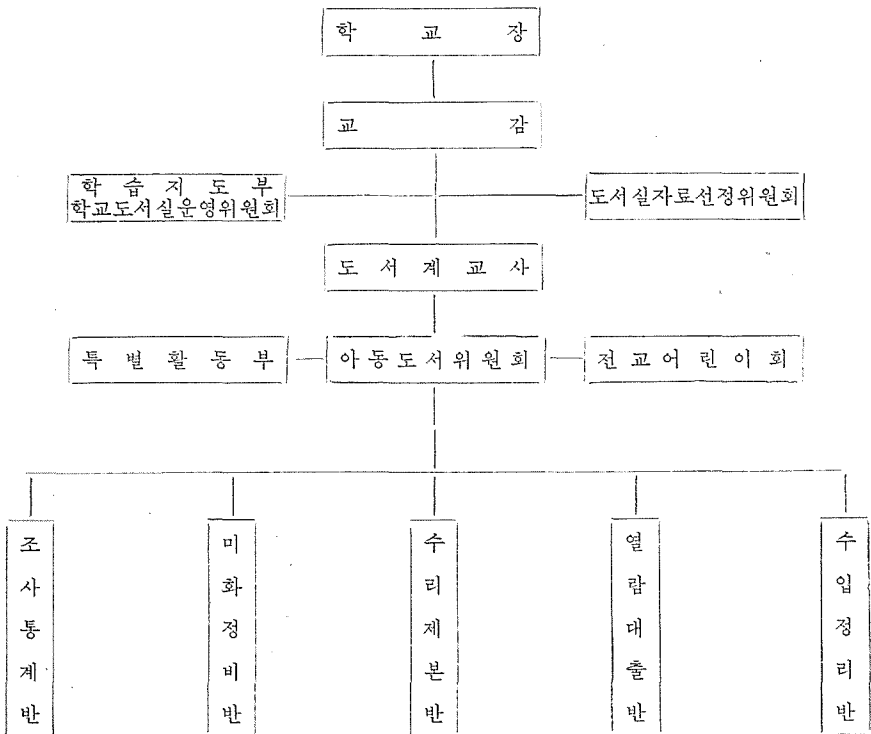 학 교 장
교 감
학 습 지 도 부
학교도서실운영위원회
도서실자료선정위원회
도 서 계 교 사
특 별 활 동 부
아동도서위원회
전 교 어 린 이 회
조사통계반
미화정비반
수리제본반
열람대출반
수입정리반